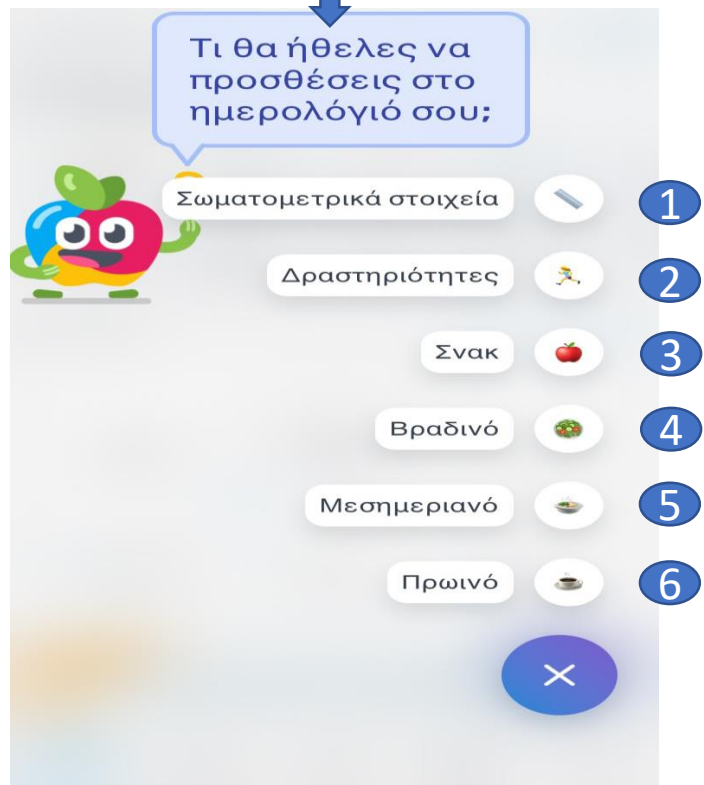 Τι θα ήθελες να
προσθέσεις στο
ημερολόγιό σου;
Σωματομετρικά στοιχεία
1
Δραστηριότητες
2
Σνακ
3
Βραδινό
4
Μεσημεριανό
5
Πρωινό
6